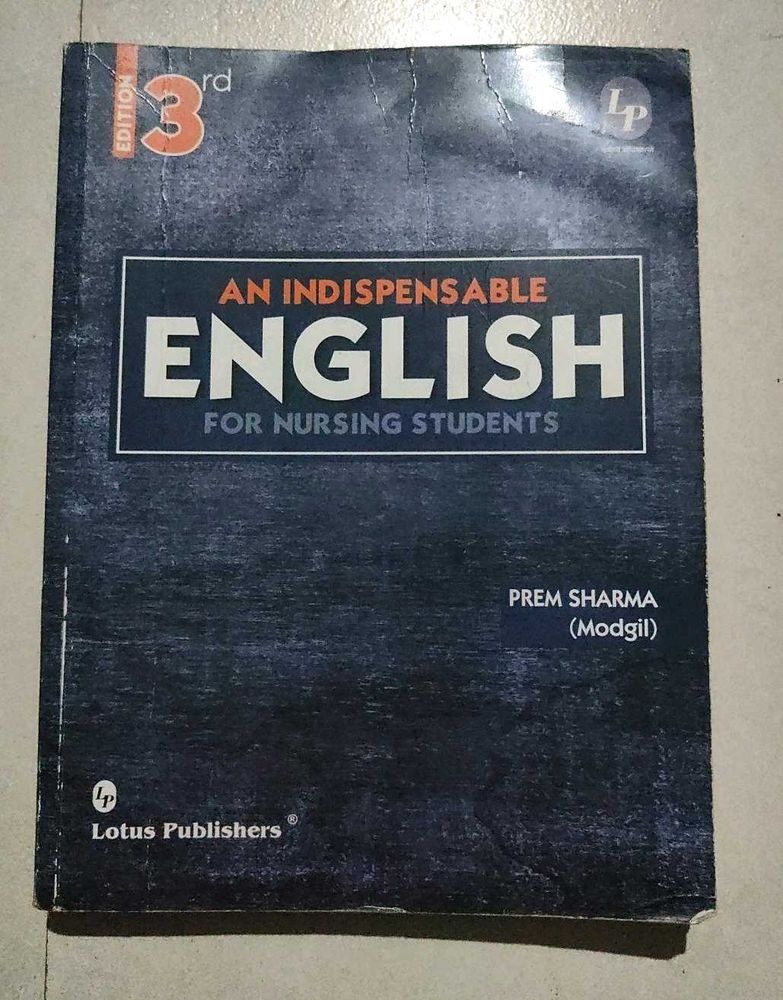 EDITION
3rd
LP
AN INDISPENSABLE
ENGLISH
FOR NURSING STUDENTS
PREM SHARMA
(Modgil)
LP
Lotus Publishers®